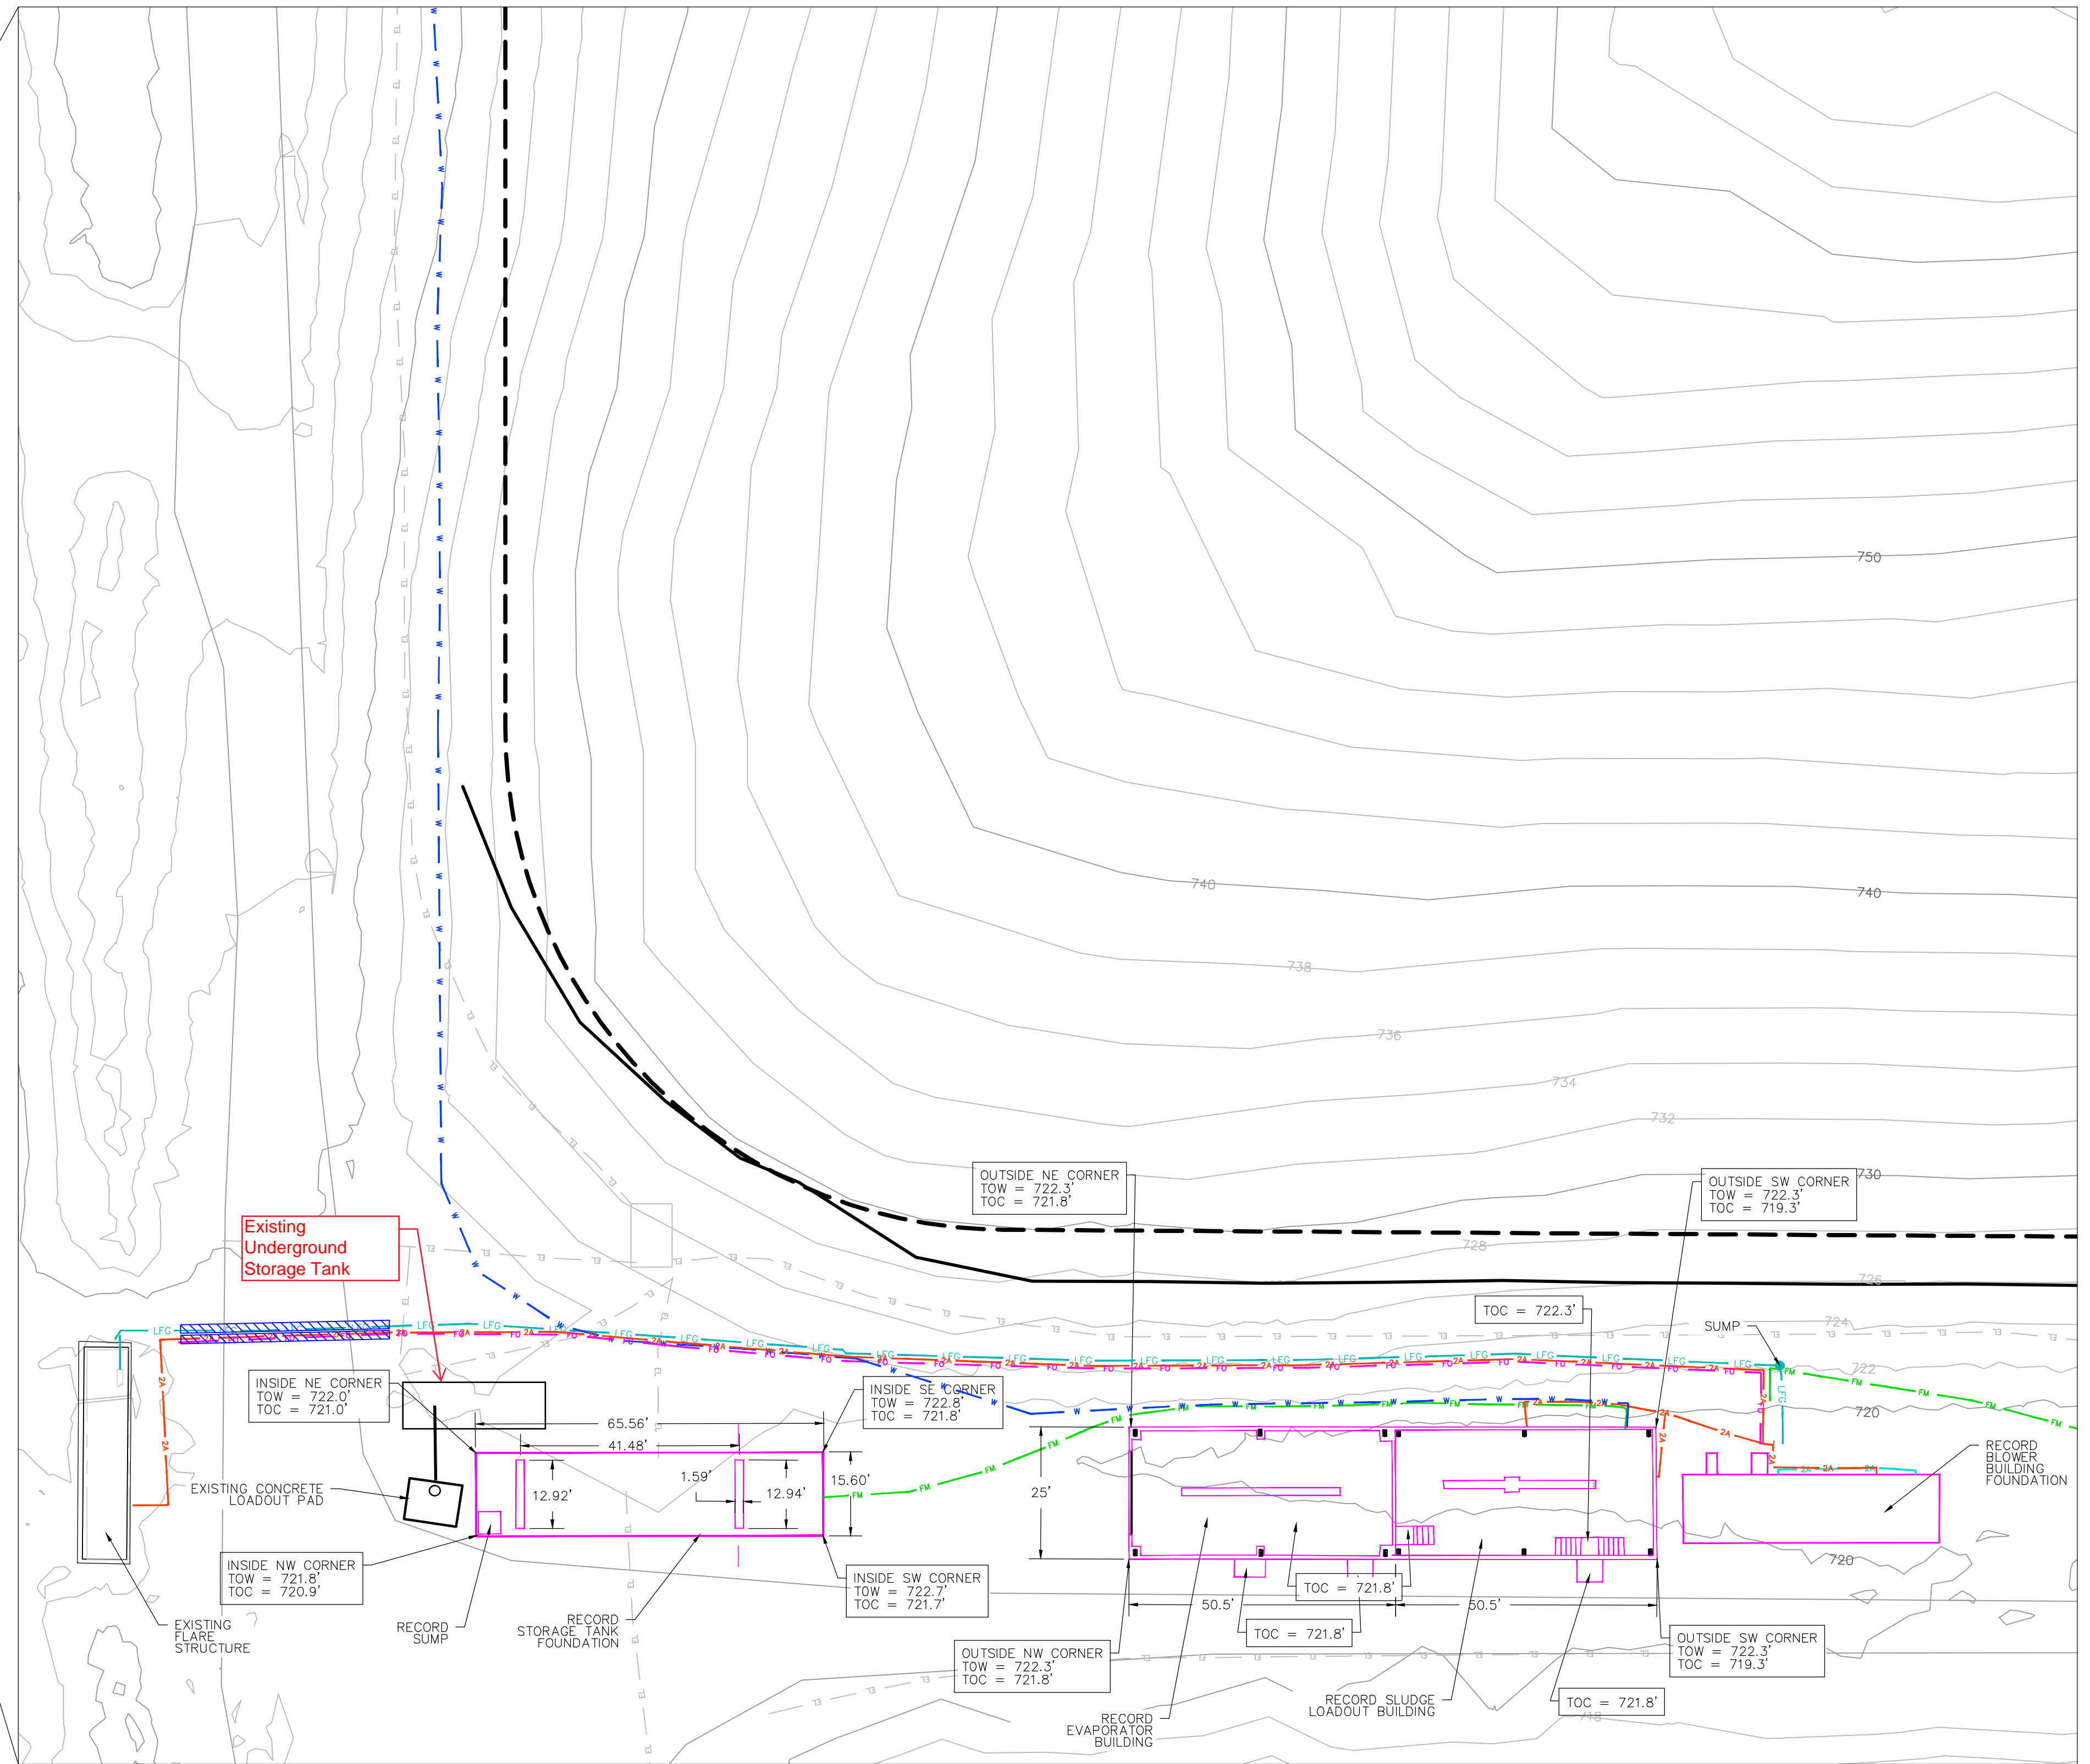 750
740
740
738
736
734
732
730
OUTSIDE NE CORNER
TOW = 722.3'
TOC = 721.8'
OUTSIDE SW CORNER
TOW = 722.3'
TOC = 719.3'
728
726
Existing
Underground
Storage Tank
TOC = 722.3'
SUMP
724
722
720
INSIDE NE CORNER
TOW = 722.0'
TOC = 721.0'
INSIDE SE CORNER
TOW = 722.8'
TOC = 721.8'
65.56'
41.48'
1.59'
12.92'
12.94'
15.60'
25'
EXISTING CONCRETE
LOADOUT PAD
RECORD
BLOWER
BUILDING
FOUNDATION
720
INSIDE NW CORNER
TOW = 721.8'
TOC = 720.9'
INSIDE SW CORNER
TOW = 722.7'
TOC = 721.7'
TOC = 721.8'
50.5'
50.5'
EXISTING
FLARE
STRUCTURE
RECORD
SUMP
RECORD
STORAGE TANK
FOUNDATION
TOC = 721.8'
OUTSIDE NW CORNER
TOW = 722.3'
TOC = 721.8'
OUTSIDE SW CORNER
TOW = 722.3'
TOC = 719.3'
RECORD
EVAPORATOR
BUILDING
RECORD SLUDGE
LOADOUT BUILDING
TOC = 721.8'
718
W
EL
LFG
2A
FO
FM